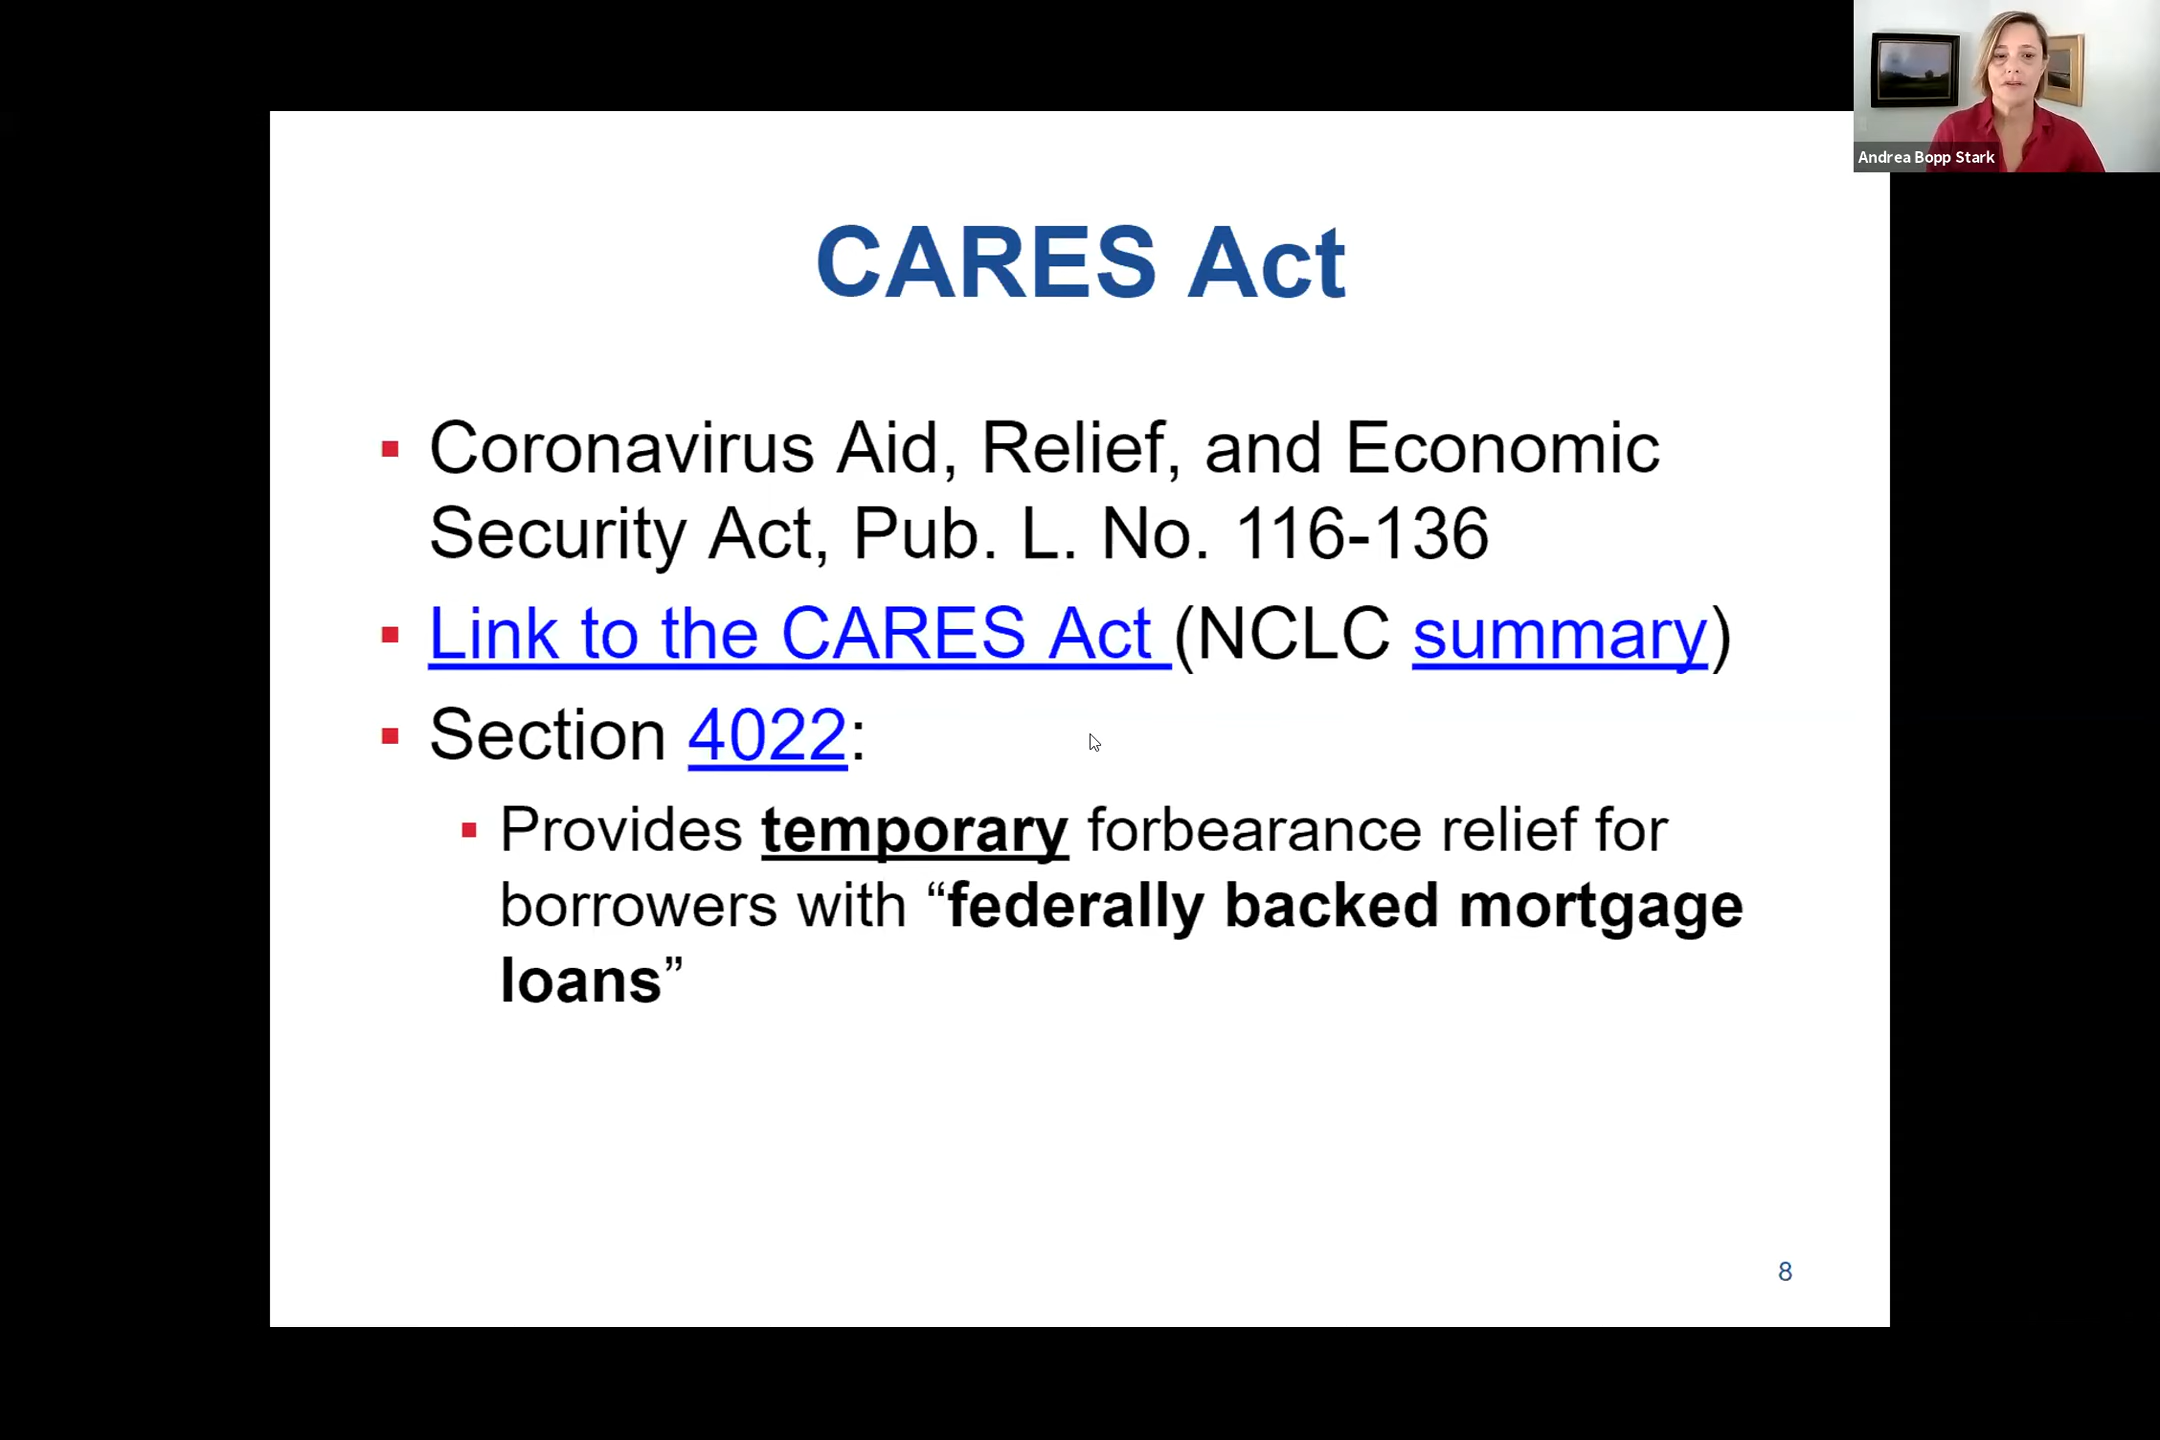 Andrea Bopp Stark
CARES Act
▪ Coronavirus Aid, Relief, and Economic
Security Act, Pub. L. No. 116-136
▪ Link to the CARES Act (NCLC summary)
▪ Section 4022:
▪ Provides temporary forbearance relief for
borrowers with “federally backed mortgage
loans”
8